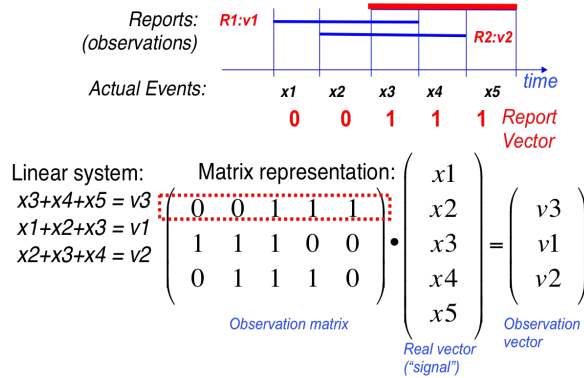 Reports:
(observations)
R1:v1
R2:v2
time
Actual Events: x1 x2 x3 x4 x5
0 0 1 1 1 Report
Vector
Linear system:
x3+x4+x5 = v3
x1+x2+x3 = v1
x2+x3+x4 = v2
Matrix representation:
0 0 1 1 1
1 1 1 0 0
0 1 1 1 0
•
x1
x2
x3
x4
x5
=
v3
v1
v2
Observation matrix
Real vector
("signal")
Observation
vector